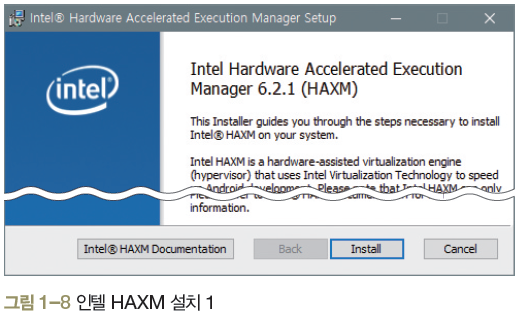 Intel® Hardware Accelerated Execution Manager Setup
intel
Intel Hardware Accelerated Execution
Manager 6.2.1 (HAXM)
This Installer guides you through the steps necessary to install
Intel® HAXM on your system.
Intel HAXM is a hardware-assisted virtualization engine
(hypervisor) that uses Intel Virtualization Technology to speed
Android development. Please note that Intel HAXM only
information.
Intel® HAXM Documentation
Back
Install
Cancel
그림 1-8 인텔 HAXM 설치 1